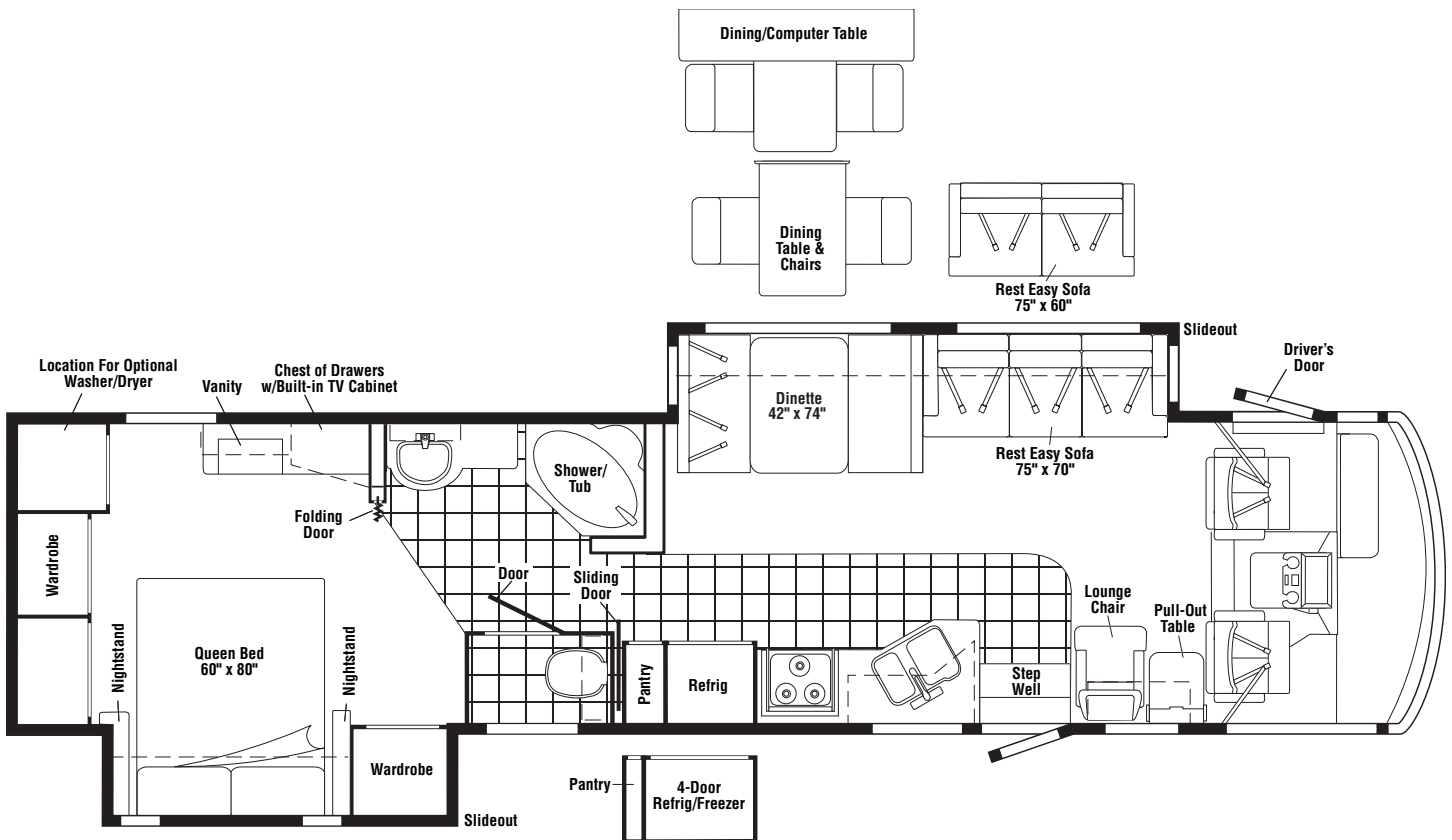 Dining/Computer Table
Dining
Table &
Chairs
Rest Easy Sofa
75" x 60"
Slideout
Driver's
Door
Location For Optional
Washer/Dryer
Vanity
Chest of Drawers
w/Built-in TV Cabinet
Dinette
42" x 74"
Rest Easy Sofa
75" x 70"
Shower/
Tub
Folding
Door
Wardrobe
Door
Sliding
Door
Lounge
Chair
Pull-Out
Table
Nightstand
Queen Bed
60" x 80"
Nightstand
Pantry
Refrig
Step
Well
Wardrobe
Pantry
4-Door
Refrig/Freezer
Slideout